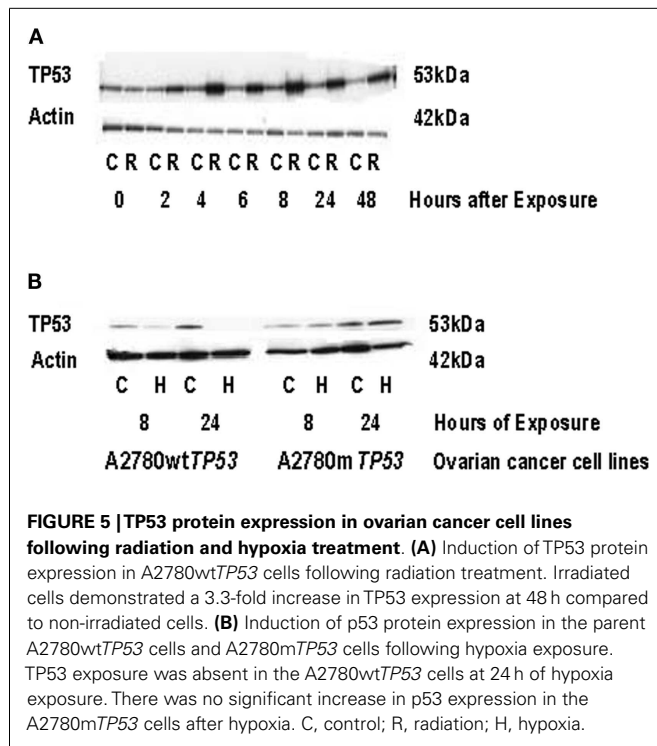 A
TP53 53kDa
Actin 42kDa
C R C R C R C R C R C R C R
0 2 4 6 8 24 48 Hours after Exposure
B
TP53 53kDa
Actin 42kDa
C H C H C H C H
8 24 8 24 Hours of Exposure
A2780wtTP53 A2780m TP53 Ovarian cancer cell lines
FIGURE 5 | TP53 protein expression in ovarian cancer cell lines
following radiation and hypoxia treatment. (A) Induction of TP53 protein
expression in A2780wtTP53 cells following radiation treatment. Irradiated
cells demonstrated a 3.3-fold increase in TP53 expression at 48 h compared
to non-irradiated cells. (B) Induction of p53 protein expression in the parent
A2780wtTP53 cells and A2780mTP53 cells following hypoxia exposure.
TP53 exposure was absent in the A2780wtTP53 cells at 24 h of hypoxia
exposure. There was no significant increase in p53 expression in the
A2780mTP53 cells after hypoxia. C, control; R, radiation; H, hypoxia.